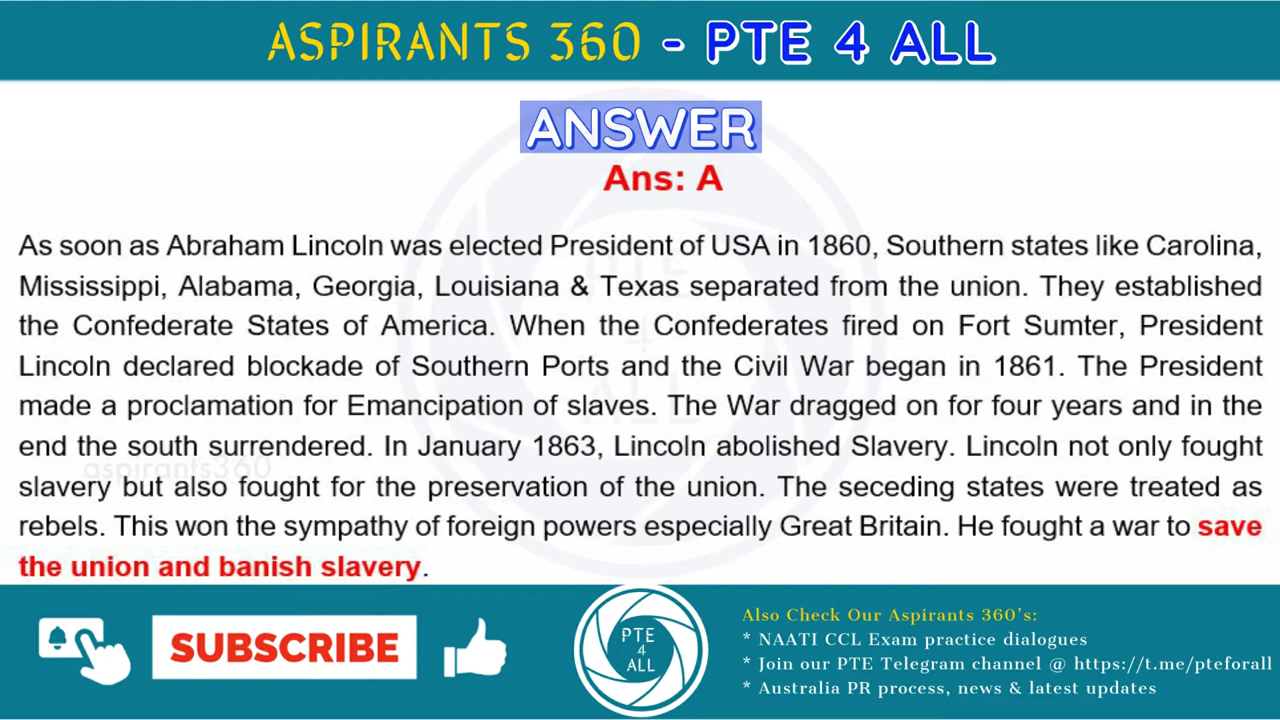 ASPIRANTS 360 - PTE 4 ALL
ANSWER
Ans: A
As soon as Abraham Lincoln was elected President of USA in 1860, Southern states like Carolina,
Mississippi, Alabama, Georgia, Louisiana & Texas separated from the union. They established
the Confederate States of America. When the Confederates fired on Fort Sumter, President
Lincoln declared blockade of Southern Ports and the Civil War began in 1861. The President
made a proclamation for Emancipation of slaves. The War dragged on for four years and in the
end the south surrendered. In January 1863, Lincoln abolished Slavery. Lincoln not only fought
aspirants360
slavery but also fought for the preservation of the union. The seceding states were treated as
rebels. This won the sympathy of foreign powers especially Great Britain. He fought a war to save
the union and banish slavery.
PTE
4
ALL
SUBSCRIBE
PTE
4
ALL
Also Check Our Aspirants 360's:
* NAATI CCL Exam practice dialogues
* Join our PTE Telegram channel @ https://t.me/pteforall
* Australia PR process, news & latest updates